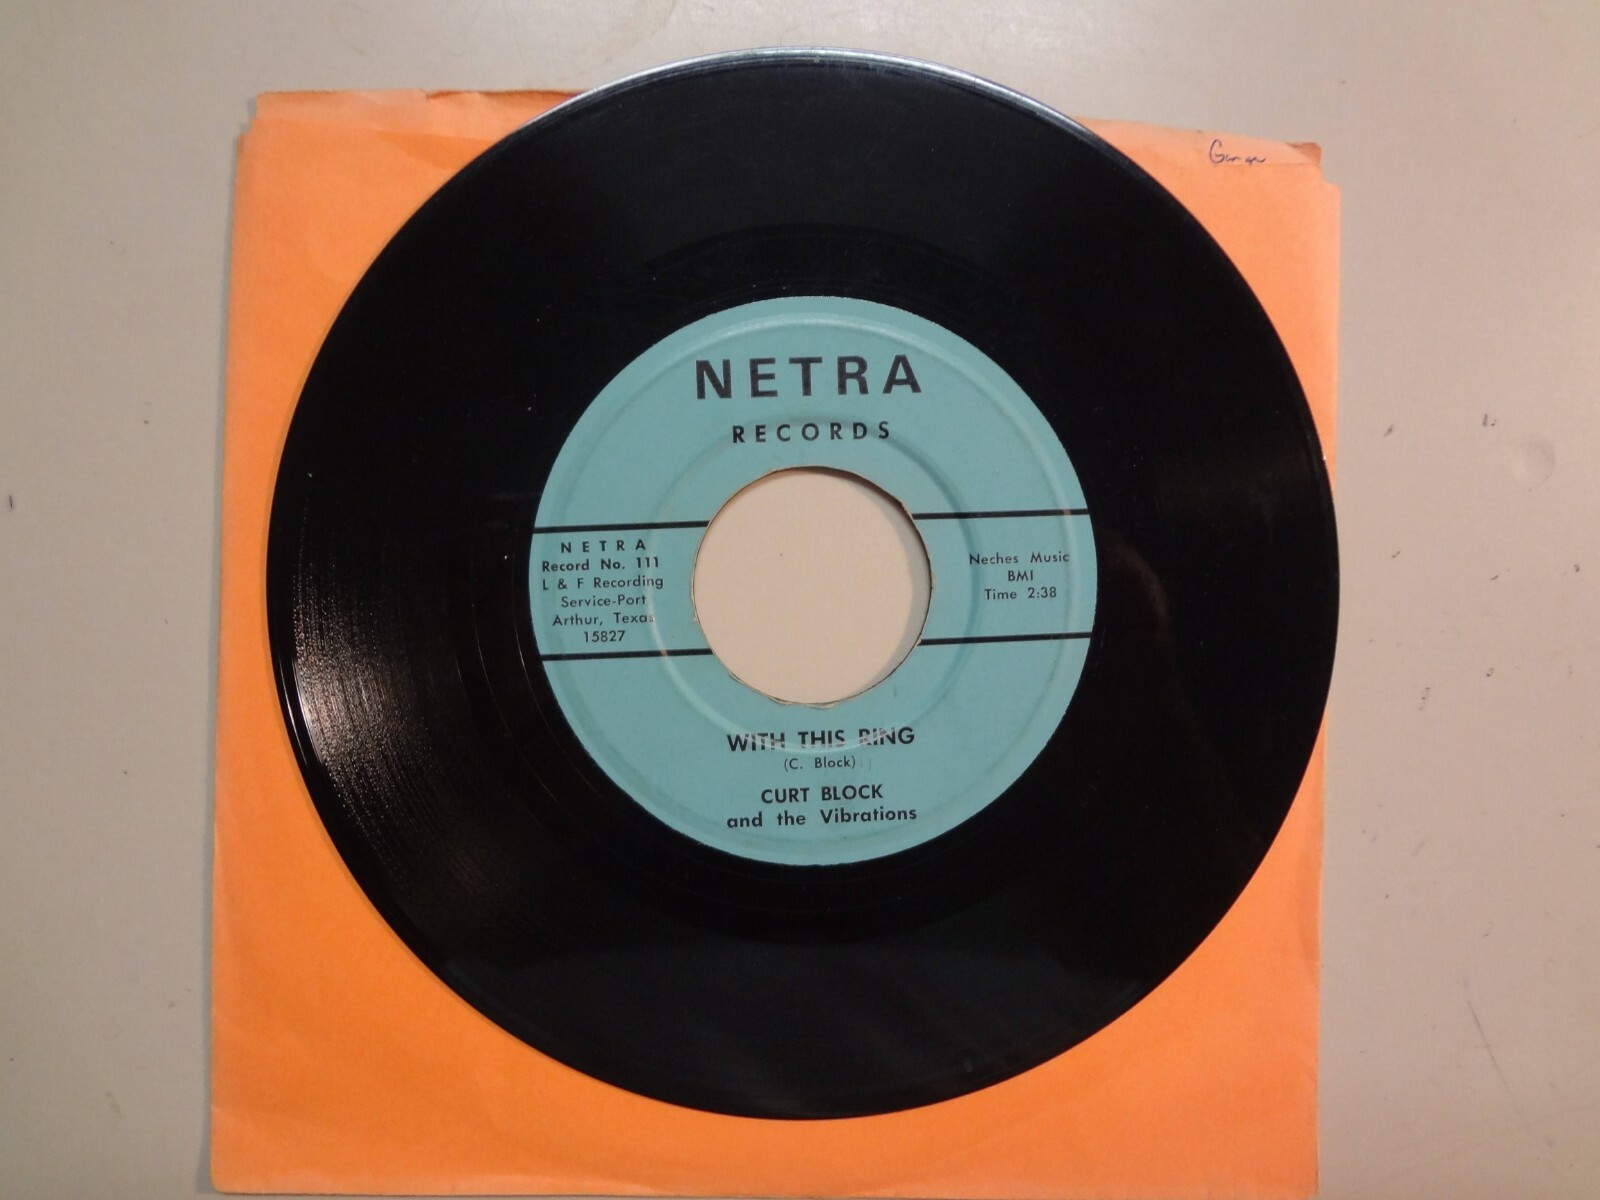 NETRA
RECORDS
NETRA
Record No. 111
L & F Recording
Service-Port
Arthur, Texas
15827
Neches Music
BMI
Time 2:38
WITH THIS RING
(C. Block)
CURT BLOCK
and the Vibrations